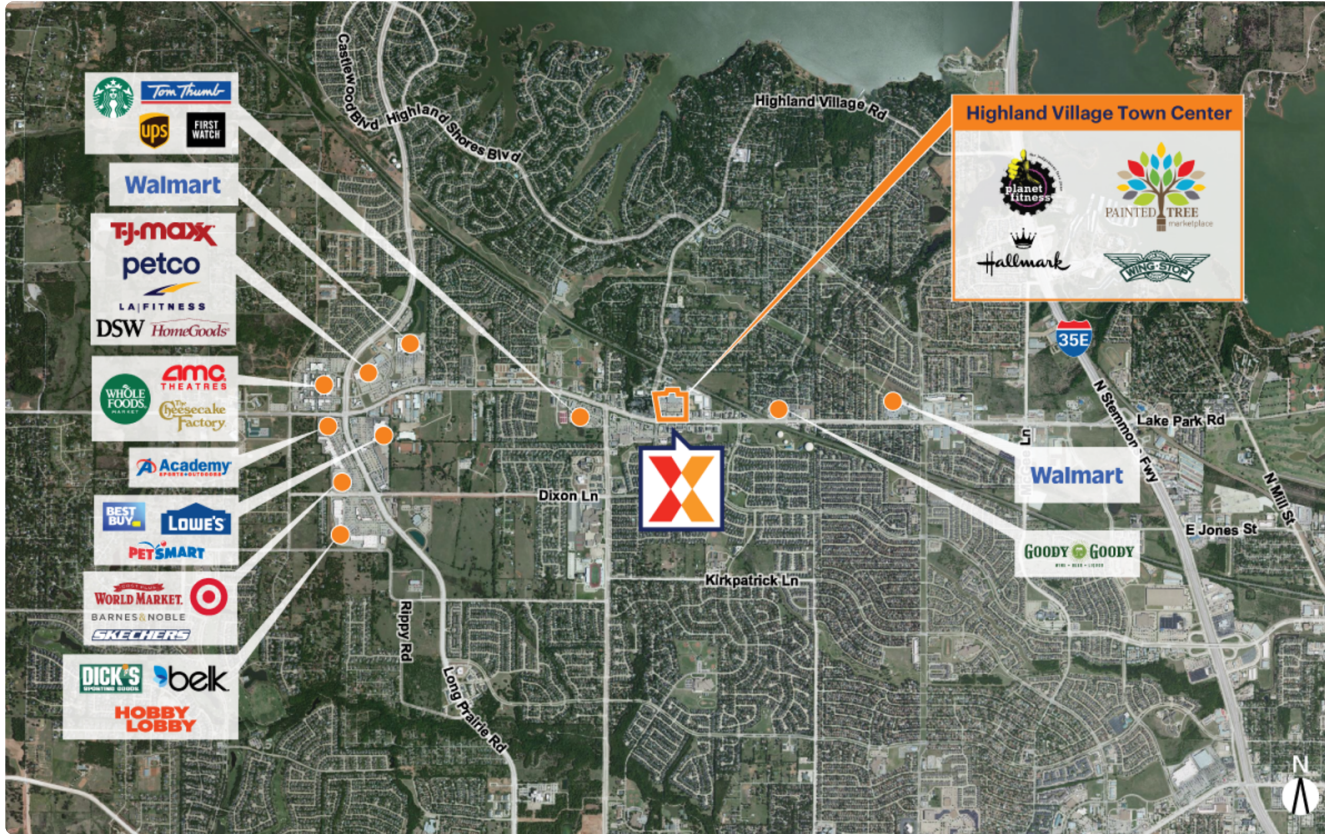 Castlewood Blvd
Highland Shores Blvd
Highland Village Rd
Tom Thumb
ups
FIRST
WATCH
Walmart
T.J.maxx
petco
LA|FITNESS
DSW HomeGoods
WHOLE
FOODS
MARKET
amc
THEATRES
The
Cheesecake
Factory
Academy
SPORTS+OUTDOORS
BEST
BUY
LOWE'S
PETSMART
WORLD MARKET.
BARNES&NOBLE
SKECHERS
DICK'S
SPORTING GOODS
belk
HOBBY
LOBBY
Highland Village Town Center
planet
fitness
PAINTED TREE
marketplace
Hallmark
WING·STOP
35E
N Stemmons Fwy
Lake Park Rd
Walmart
N Mill St
E Jones St
GOODY GOODY
WINE • BEER • LIQUOR
Dixon Ln
Kirkpatrick Ln
Rippy Rd
Long Prairie Rd
N